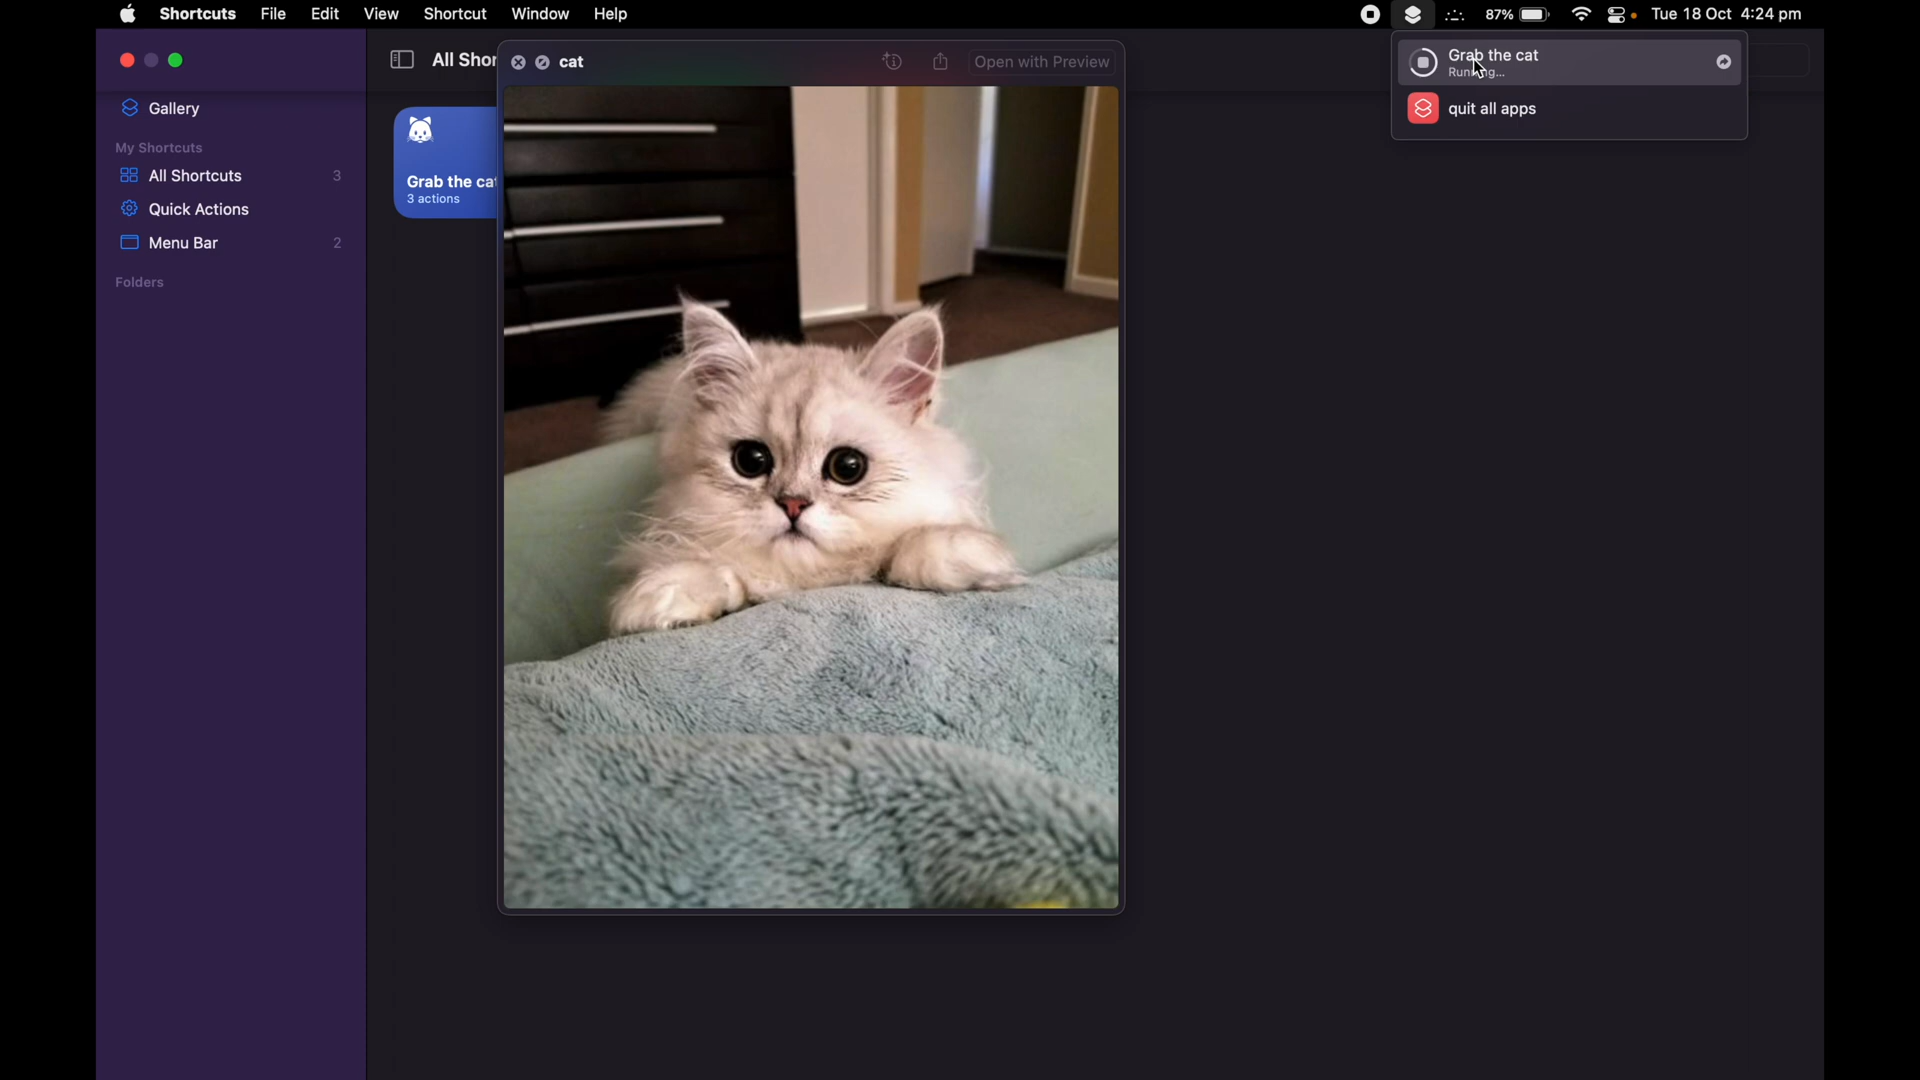 Shortcuts File Edit View Shortcut Window Help 87% Tue 18 Oct 4:24 pm
All Shor
cat
Open with Preview
Grab the cat
Running...
quit all apps
Gallery
My Shortcuts
All Shortcuts 3
Quick Actions
Menu Bar 2
Folders
Grab the cat
3 actions